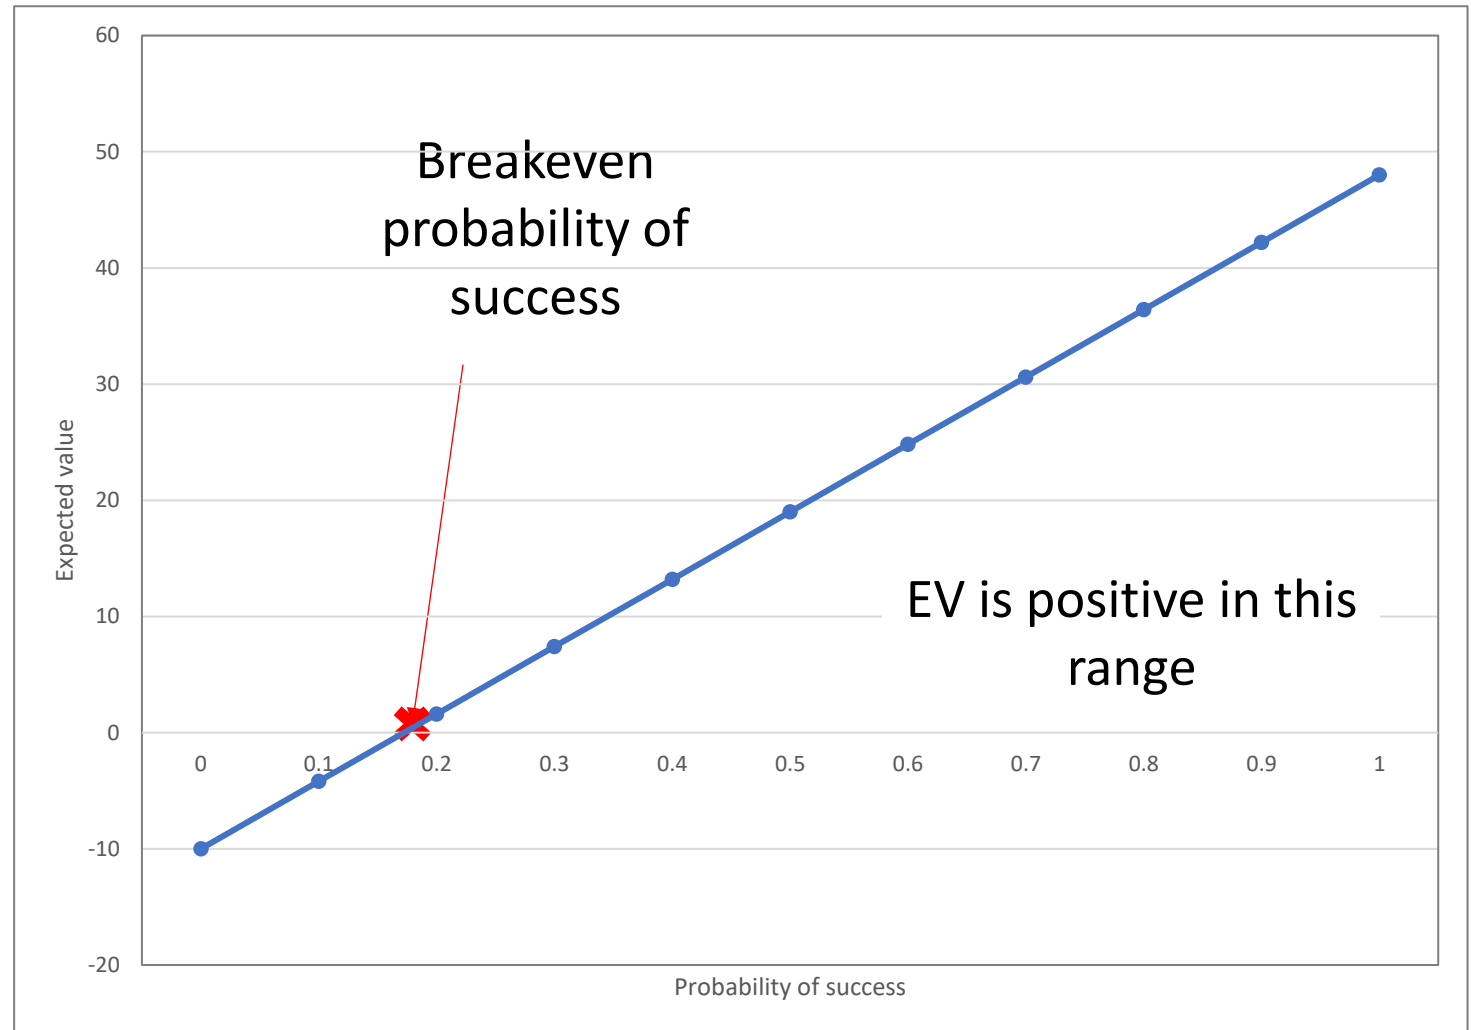 60
50
Breakeven
probability of
success
40
30
20
10
0
-10
-20
Expected value
EV is positive in this
range
0 0.1 0.2 0.3 0.4 0.5 0.6 0.7 0.8 0.9 1
Probability of success